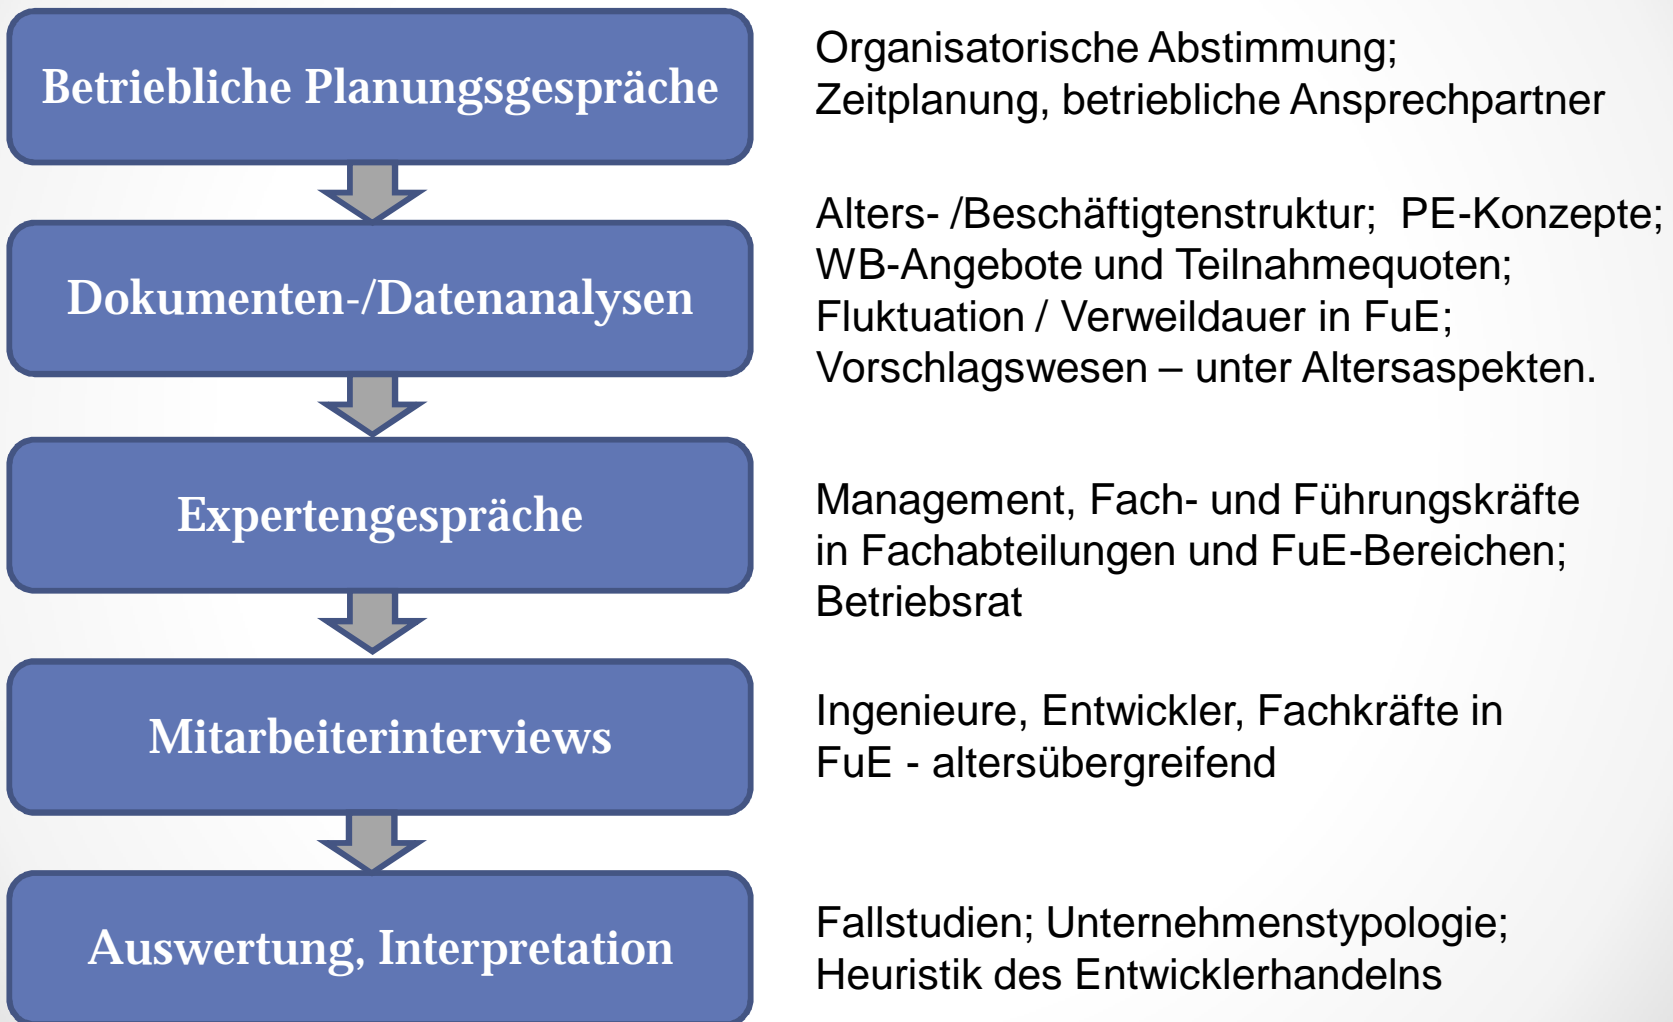 Betriebliche Planungsgespräche
Organisatorische Abstimmung;
Zeitplanung, betriebliche Ansprechpartner
Dokumenten-/Datenanalysen
Alters- /Beschäftigtenstruktur;  PE-Konzepte;
WB-Angebote und Teilnahmequoten;
Fluktuation / Verweildauer in FuE;
Vorschlagswesen – unter Altersaspekten.
Expertengespräche
Management, Fach- und Führungskräfte
in Fachabteilungen und FuE-Bereichen;
Betriebsrat
Mitarbeiterinterviews
Ingenieure, Entwickler, Fachkräfte in
FuE - altersübergreifend
Auswertung, Interpretation
Fallstudien; Unternehmenstypologie;
Heuristik des Entwicklerhandelns